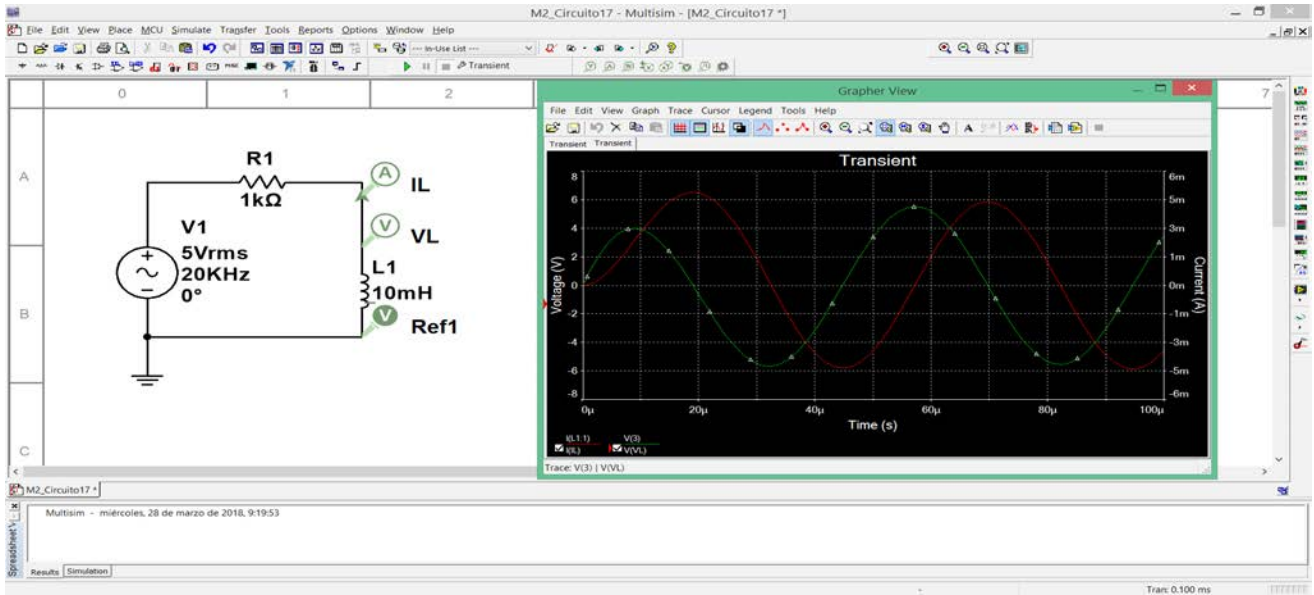 M2_Circuito17 - Multisim - [M2_Circuito17 *]
File Edit View Place MCU Simulate Transfer Tools Reports Options Window Help
--- In-Use List ---
Transient
0 1 2 7
A
B
C
R1
1kΩ
V1
5Vrms
20KHz
0°
A IL
V VL
L1
10mH
V Ref1
Grapher View
File Edit View Graph Trace Cursor Legend Tools Help
Transient Transient
Transient
8
6
4
2
0
-2
-4
-6
-8
Voltage (V)
6m
5m
3m
1m
0m
-1m
-3m
-5m
-6m
Current (A)
0μ 20μ 40μ 60μ 80μ 100μ
Time (s)
I(L1:1) V(3)
I(IL) V(VL)
Trace: V(3) | V(VL)
M2_Circuito17 *
Multisim - miércoles, 28 de marzo de 2018, 9:19:53
Spreadsheet V
Results Simulation
Tran: 0.100 ms